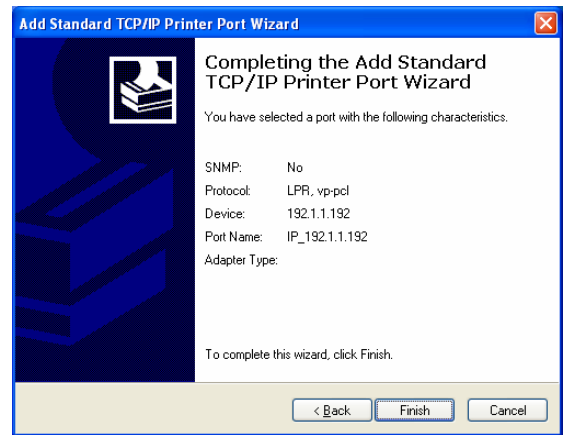 Add Standard TCP/IP Printer Port Wizard
Completing the Add Standard
TCP/IP Printer Port Wizard
You have selected a port with the following characteristics.
SNMP: No
Protocol: LPR, vp-pcl
Device: 192.1.1.192
Port Name: IP_192.1.1.192
Adapter Type:
To complete this wizard, click Finish.
< Back Finish Cancel